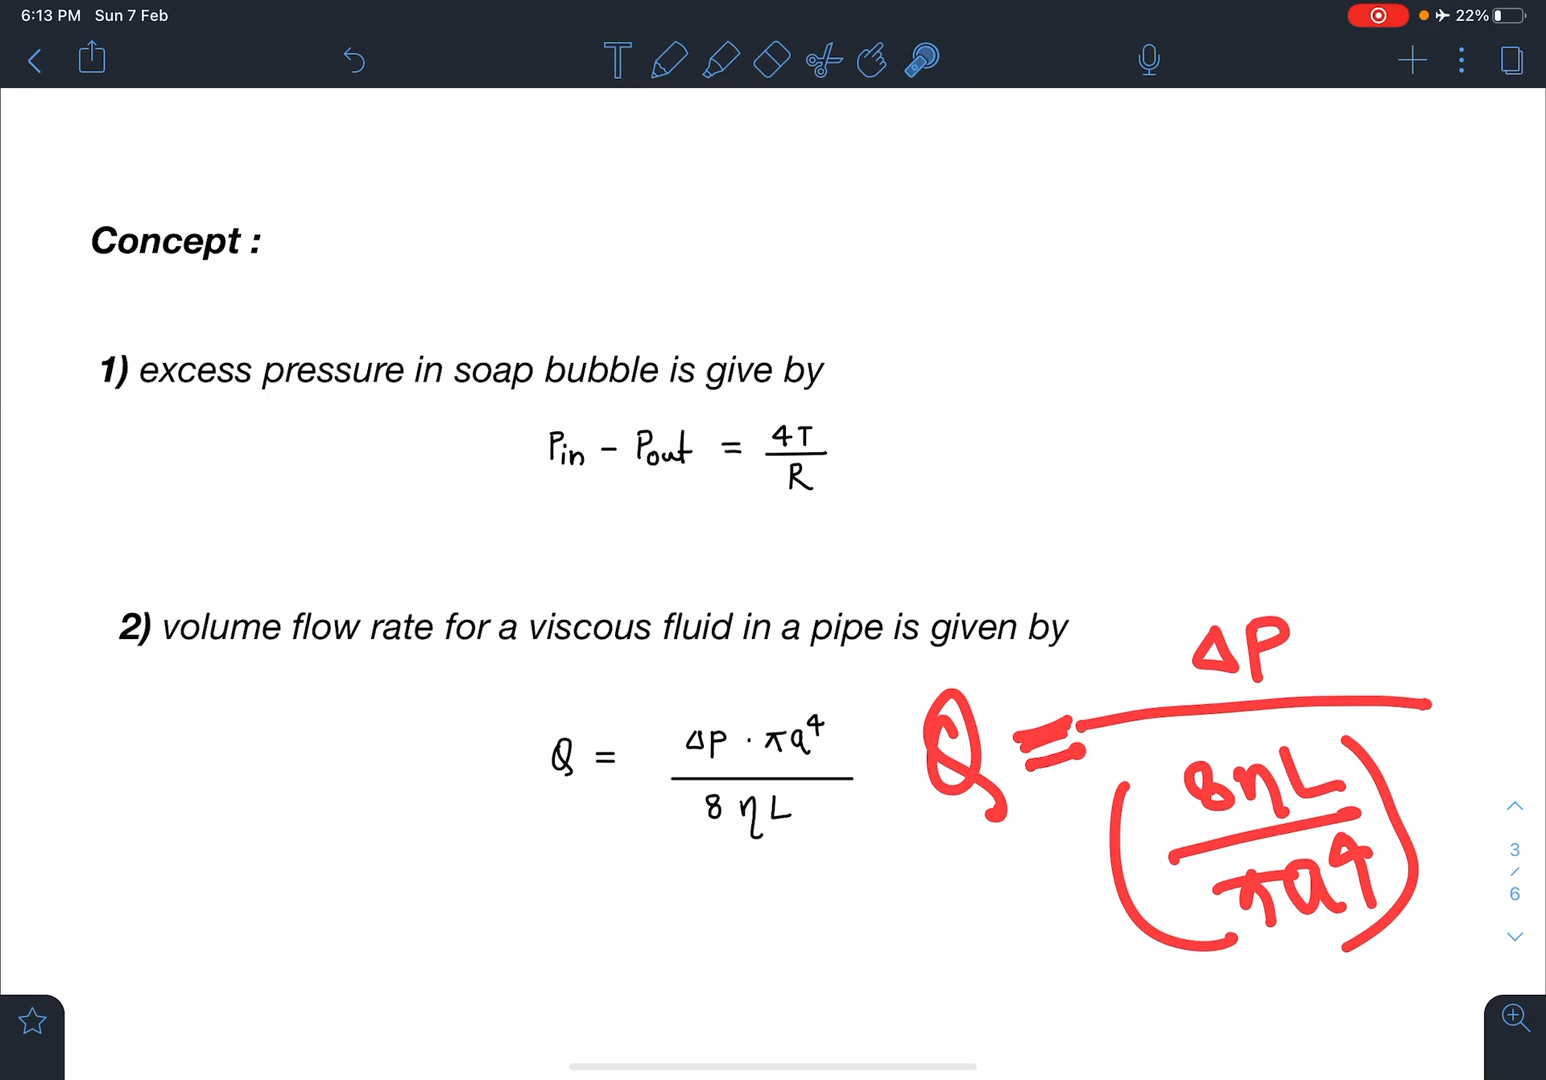 6:13 PM Sun 7 Feb
22%
T
Concept :
1) excess pressure in soap bubble is give by
Pin - Pout = 4T / R
2) volume flow rate for a viscous fluid in a pipe is given by
Q = ΔP · πa⁴ / 8 η L
Q = ΔP / (8ηL / πa⁴)
3 / 6